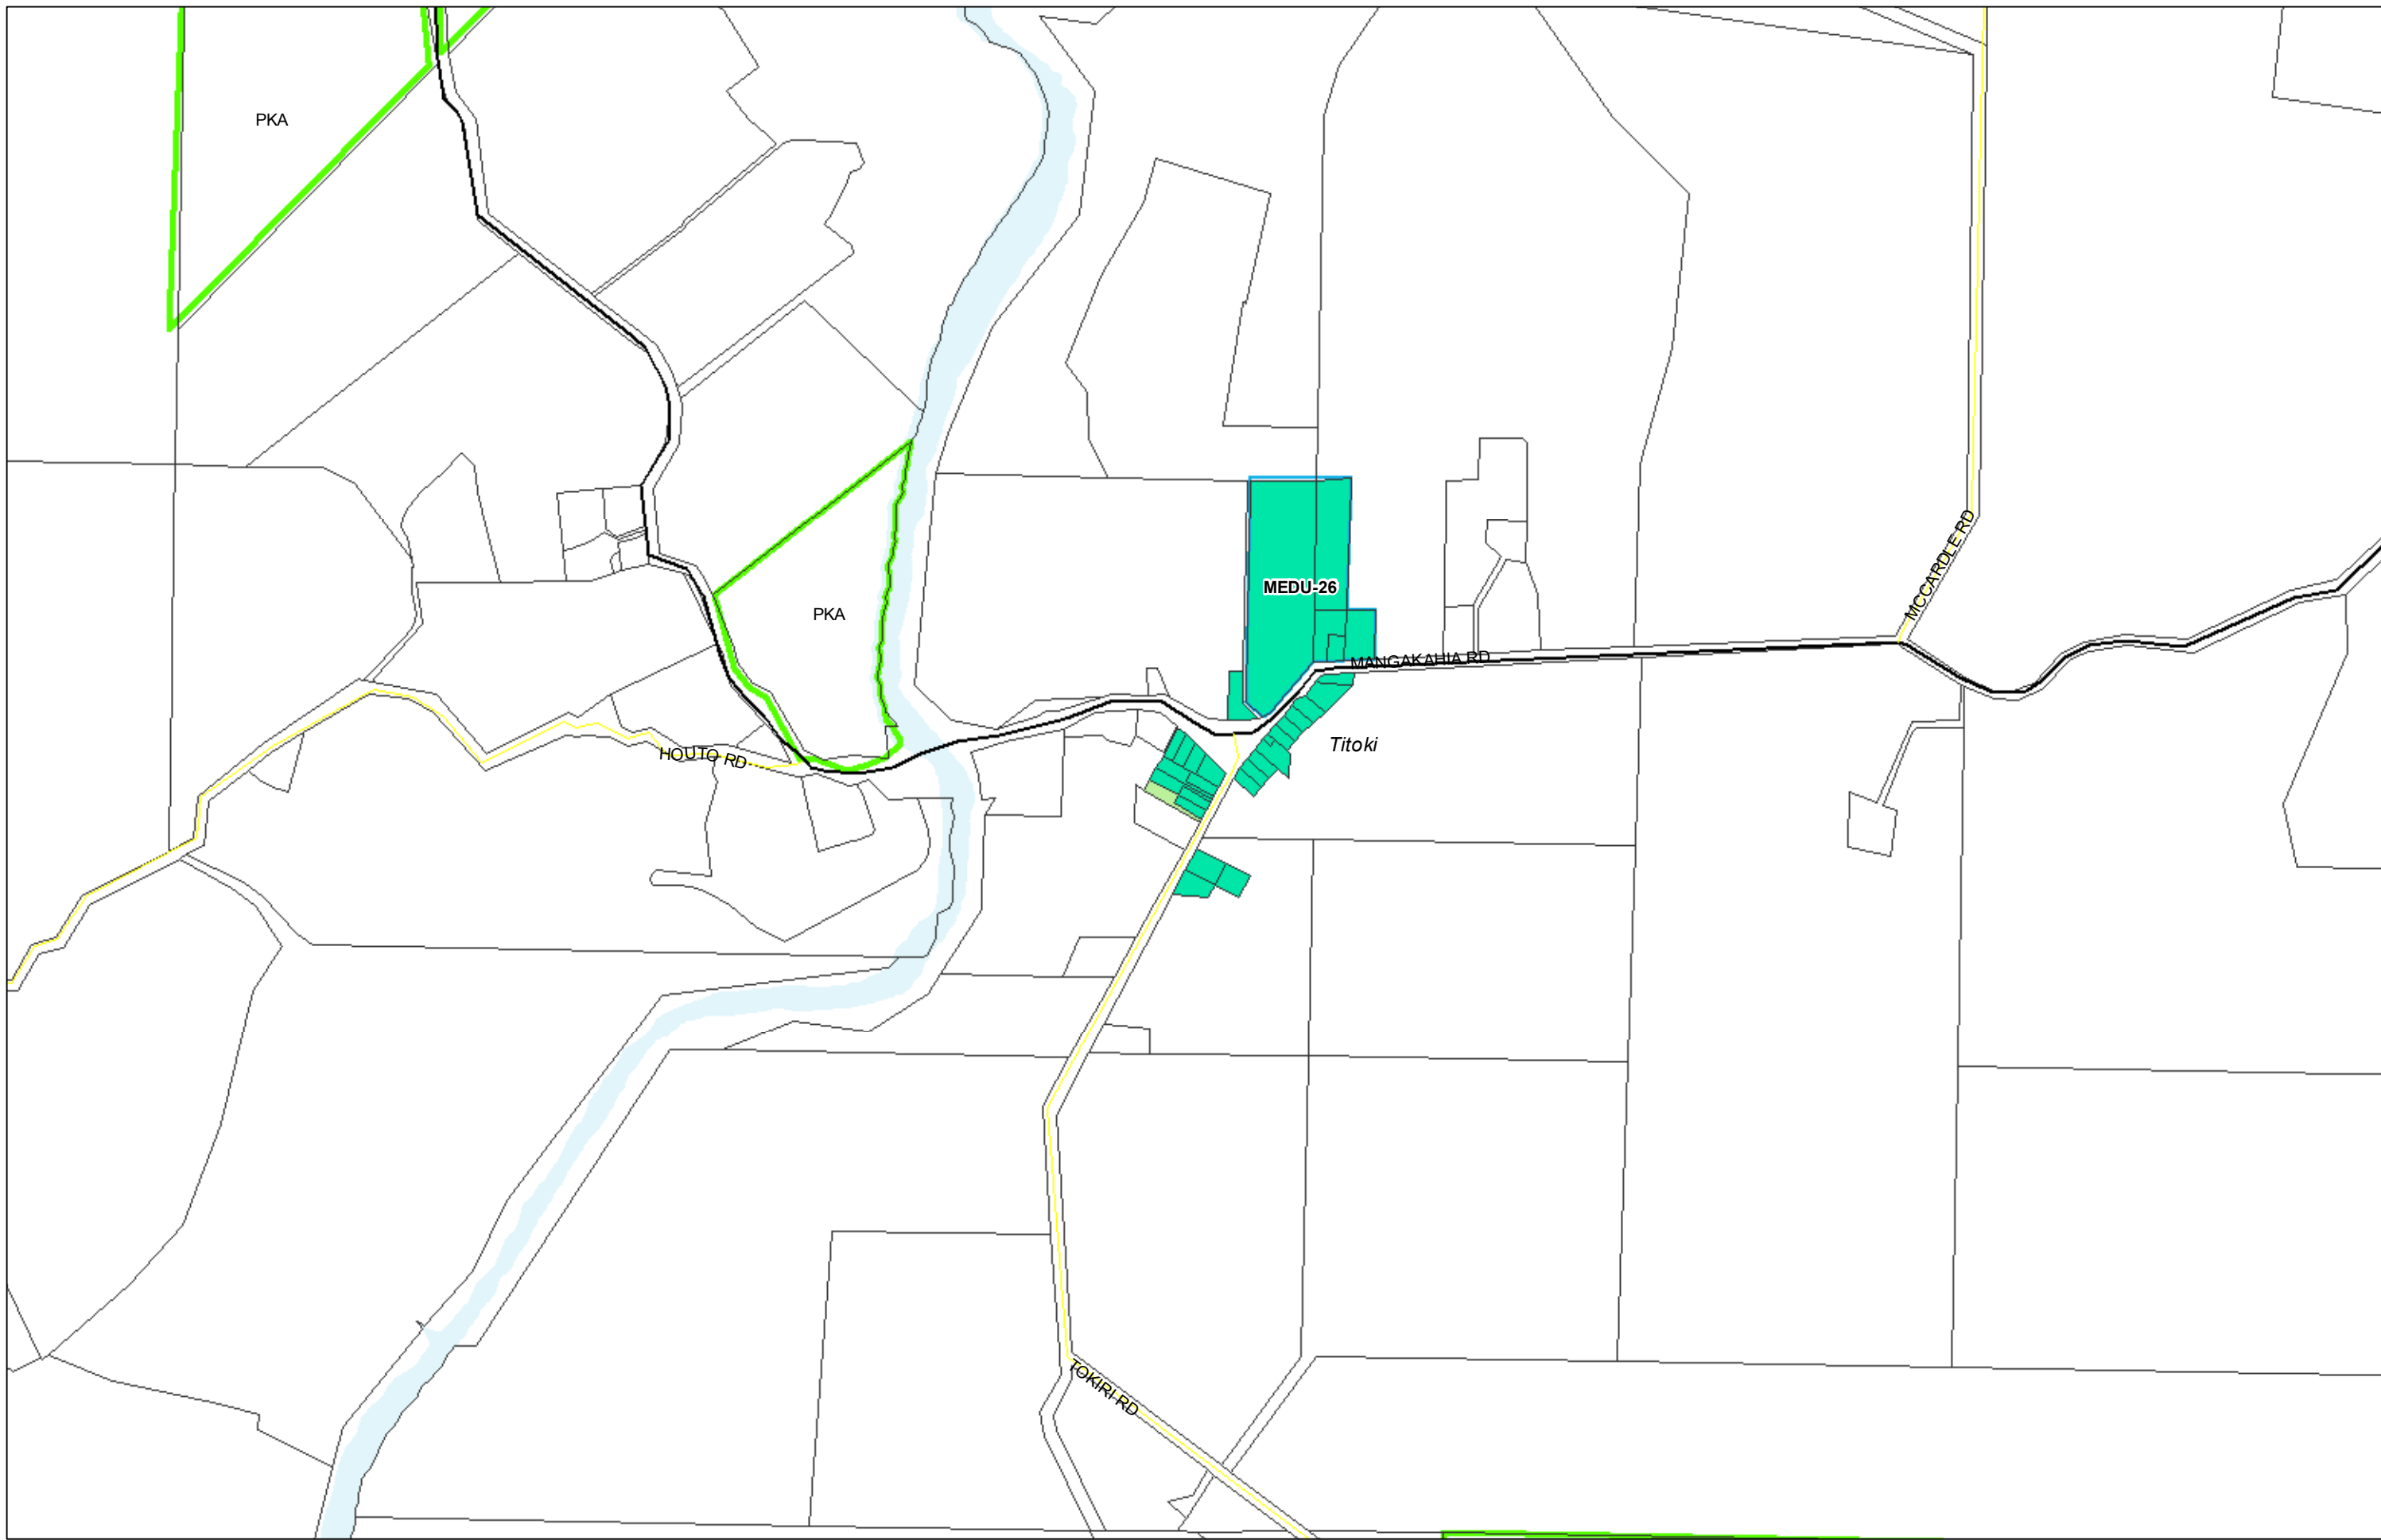 PKA
MCCARDLE RD
MEDU-26
PKA
MANGAKAHIA RD
Titoki
HOUTO RD
TOKIRI RD